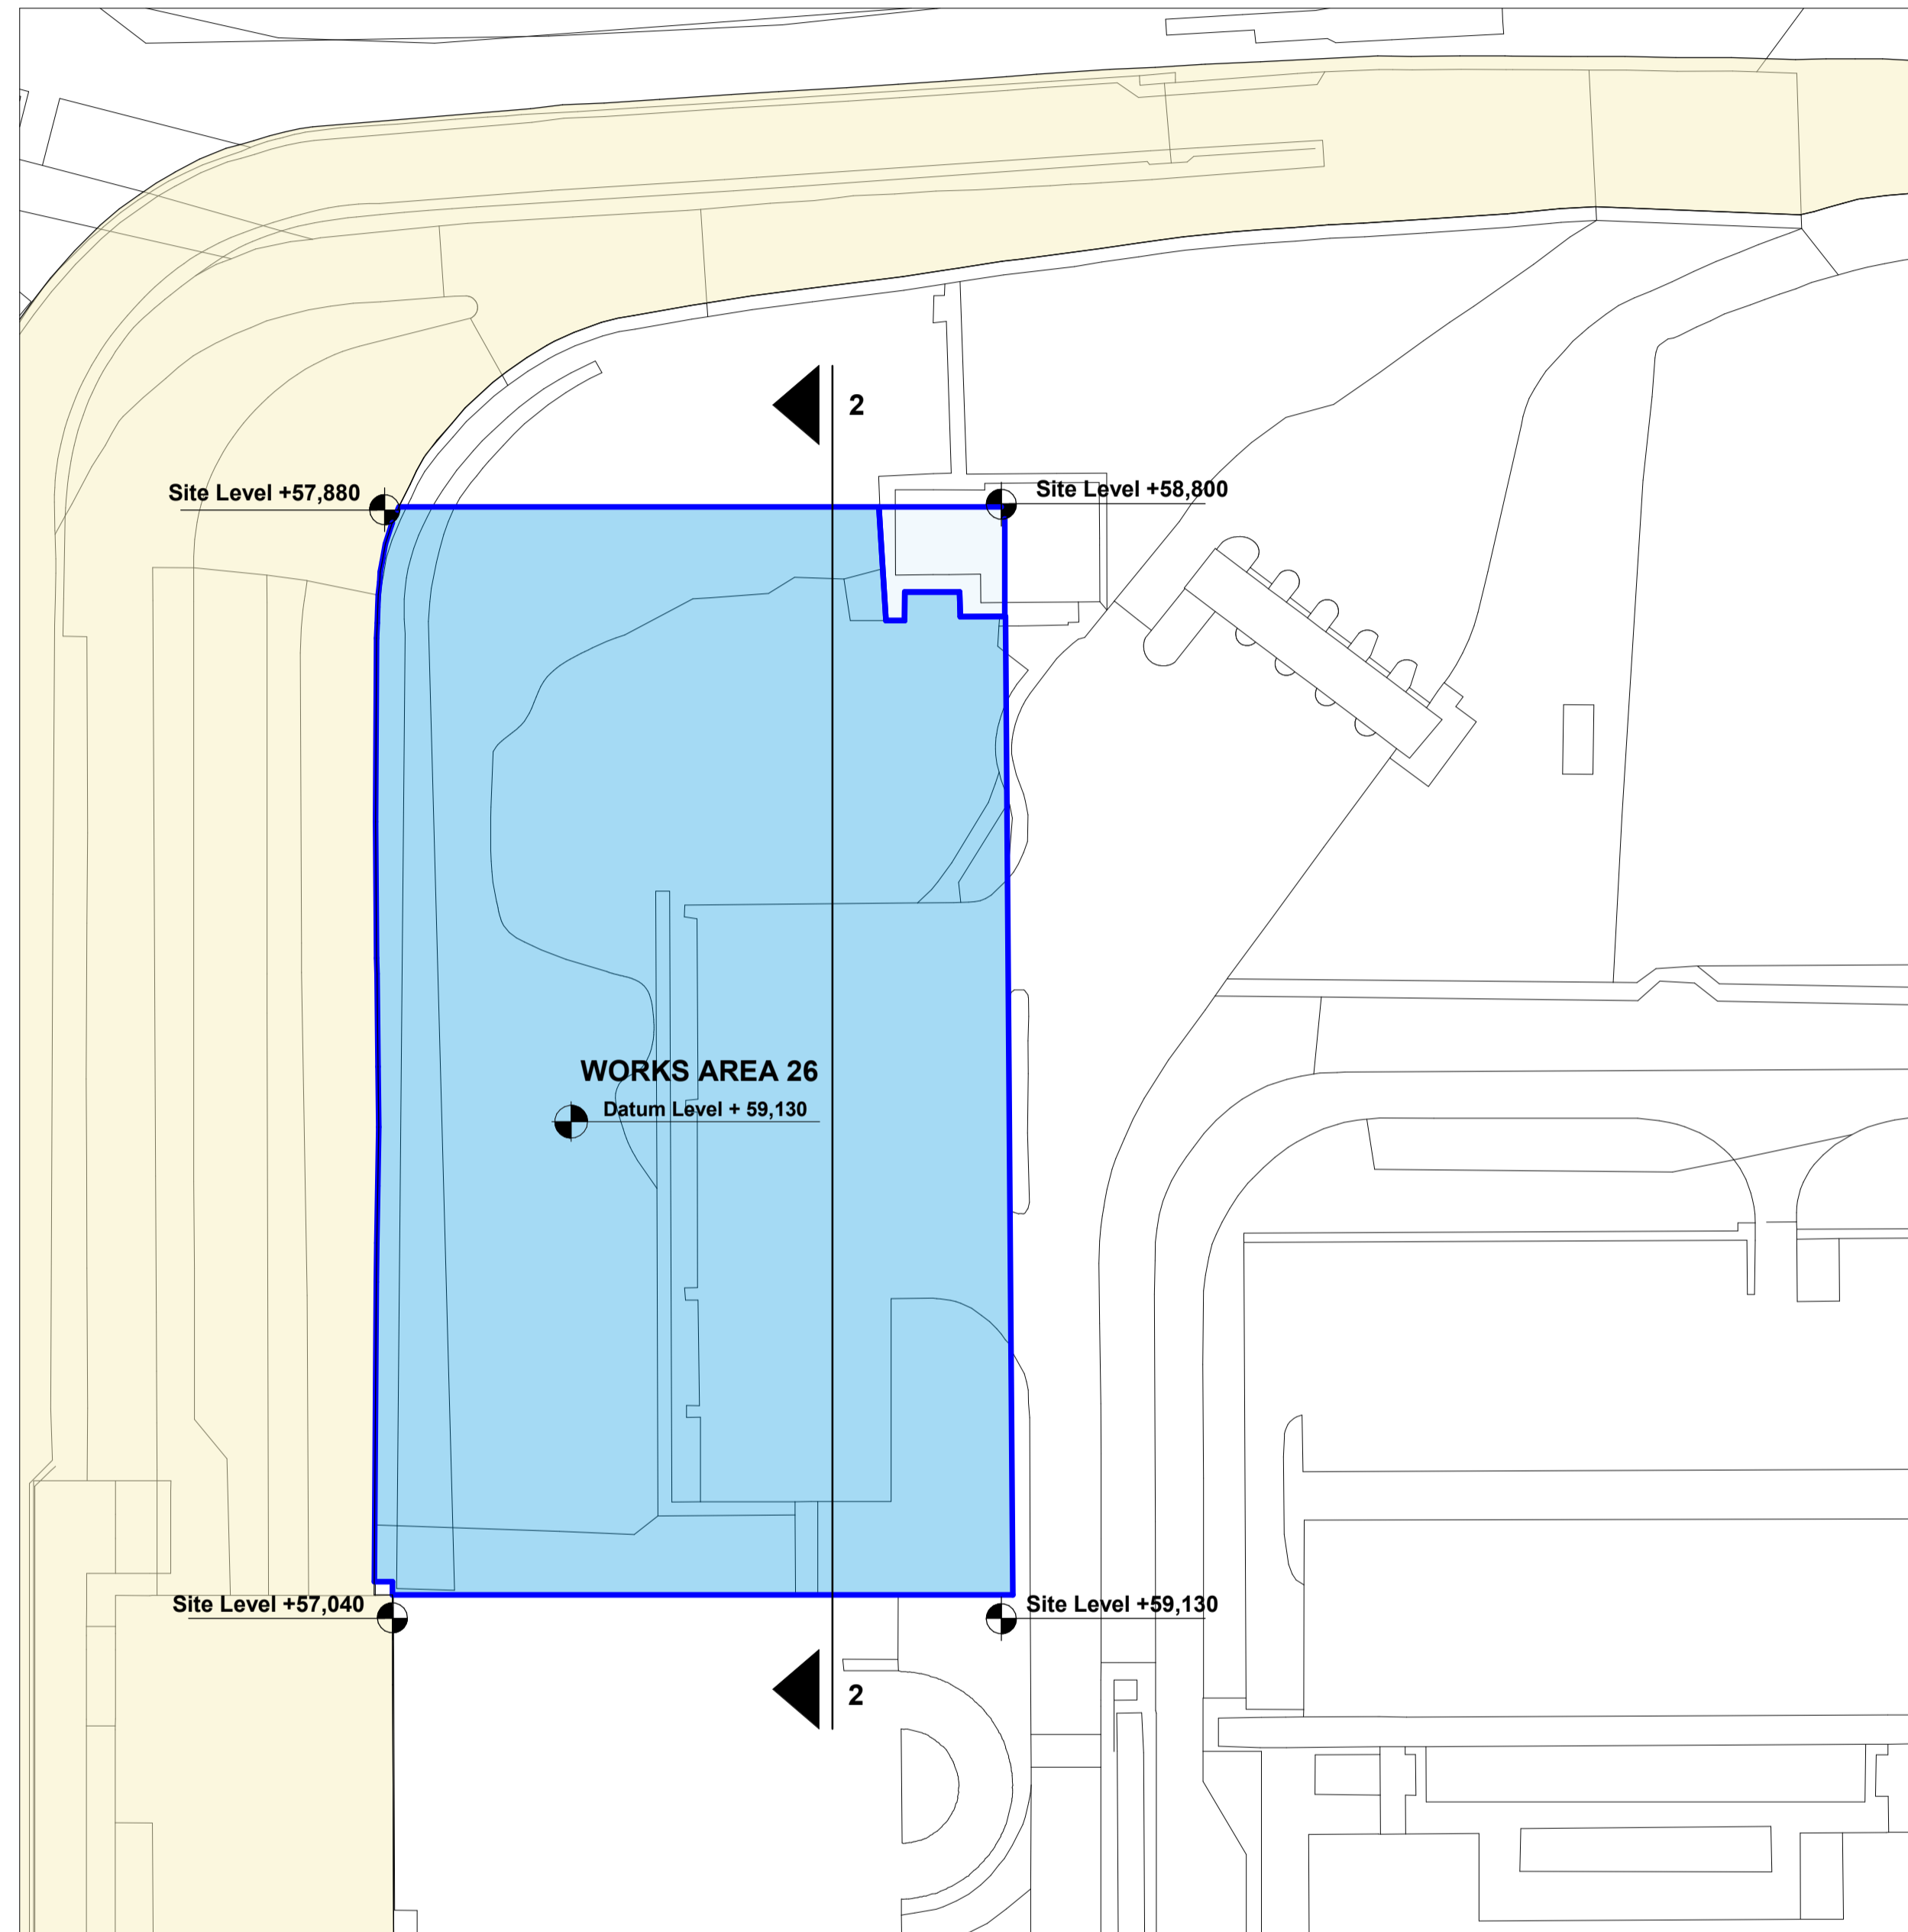 2
Site Level +57,880
Site Level +58,800
WORKS AREA 26
Datum Level + 59,130
Site Level +57,040
Site Level +59,130
2